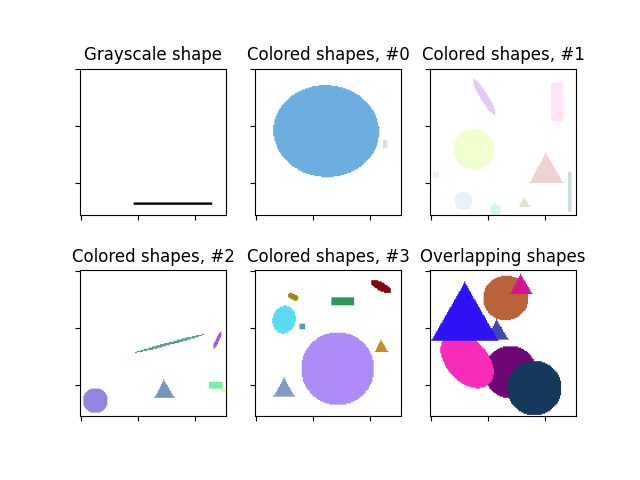 Grayscale shape
Colored shapes, #0
Colored shapes, #1
Colored shapes, #2
Colored shapes, #3
Overlapping shapes